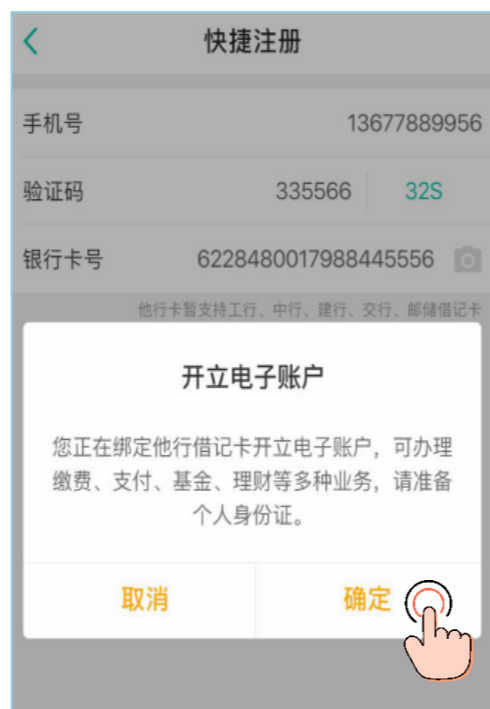 快捷注册
手机号 13677889956
验证码 335566 32S
银行卡号 6228480017988445556
他行卡暂支持工行、中行、建行、交行、邮储借记卡
开立电子账户
您正在绑定他行借记卡开立电子账户，可办理
缴费、支付、基金、理财等多种业务，请准备
个人身份证。
取消 确定